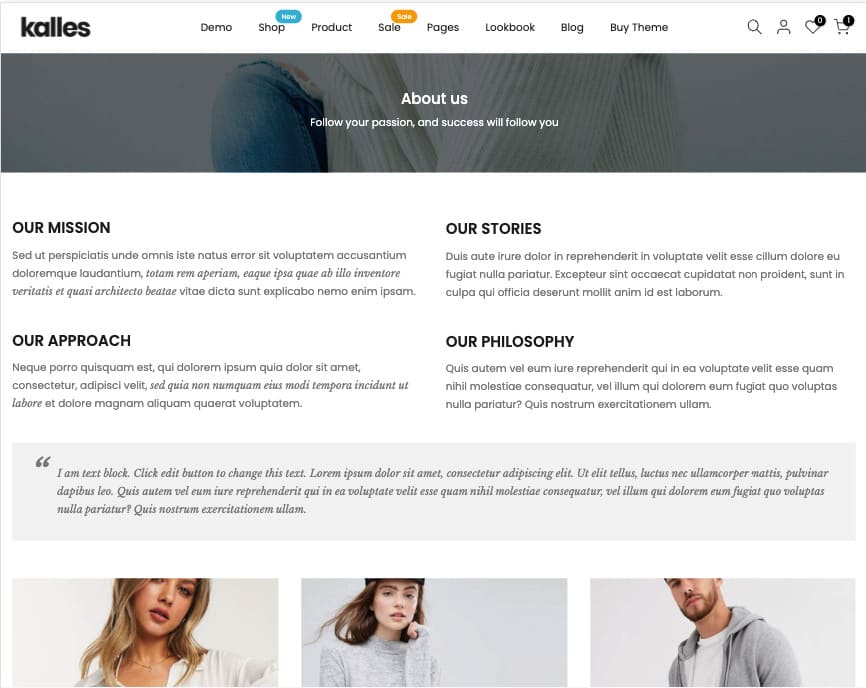 New
Sale
kalles
Demo
Shop
Product
Sale
Pages
Lookbook
Blog
Buy Theme
0
1
About us
Follow your passion, and success will follow you
OUR MISSION
Sed ut perspiciatis unde omnis iste natus error sit voluptatem accusantium
doloremque laudantium, totam rem aperiam, eaque ipsa quae ab illo inventore
veritatis et quasi architecto beatae vitae dicta sunt explicabo nemo enim ipsam.
OUR STORIES
Duis aute irure dolor in reprehenderit in voluptate velit esse cillum dolore eu
fugiat nulla pariatur. Excepteur sint occaecat cupidatat non proident, sunt in
culpa qui officia deserunt mollit anim id est laborum.
OUR APPROACH
Neque porro quisquam est, qui dolorem ipsum quia dolor sit amet,
consectetur, adipisci velit, sed quia non numquam eius modi tempora incidunt ut
labore et dolore magnam aliquam quaerat voluptatem.
OUR PHILOSOPHY
Quis autem vel eum iure reprehenderit qui in ea voluptate velit esse quam
nihil molestiae consequatur, vel illum qui dolorem eum fugiat quo voluptas
nulla pariatur? Quis nostrum exercitationem ullam.
“
I am text block. Click edit button to change this text. Lorem ipsum dolor sit amet, consectetur adipiscing elit. Ut elit tellus, luctus nec ullamcorper mattis, pulvinar
dapibus leo. Quis autem vel eum iure reprehenderit qui in ea voluptate velit esse quam nihil molestiae consequatur, vel illum qui dolorem eum fugiat quo voluptas
nulla pariatur? Quis nostrum exercitationem ullam.